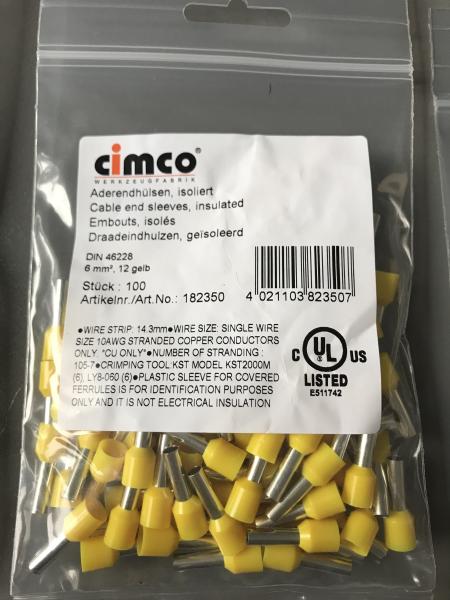 cimco®
WERKZEUGFABRIK
Aderendhülsen, isoliert
Cable end sleeves, insulated
Embouts, isolés
Draadeindhulzen, geïsoleerd
DIN 46228
6 mm², 12 gelb
Stück : 100
Artikelnr./Art.No.: 182350
4 021103 823507
●WIRE STRIP: 14.3mm●WIRE SIZE: SINGLE WIRE
SIZE 10AWG STRANDED COPPER CONDUCTORS
ONLY. "CU ONLY"●NUMBER OF STRANDING :
105-7●CRIMPING TOOL:KST MODEL KST2000M
(6), LY8-060 (6)●PLASTIC SLEEVE FOR COVERED
FERRULES IS FOR IDENTIFICATION PURPOSES
ONLY AND IT IS NOT ELECTRICAL INSULATION
C UL US
LISTED
E511742